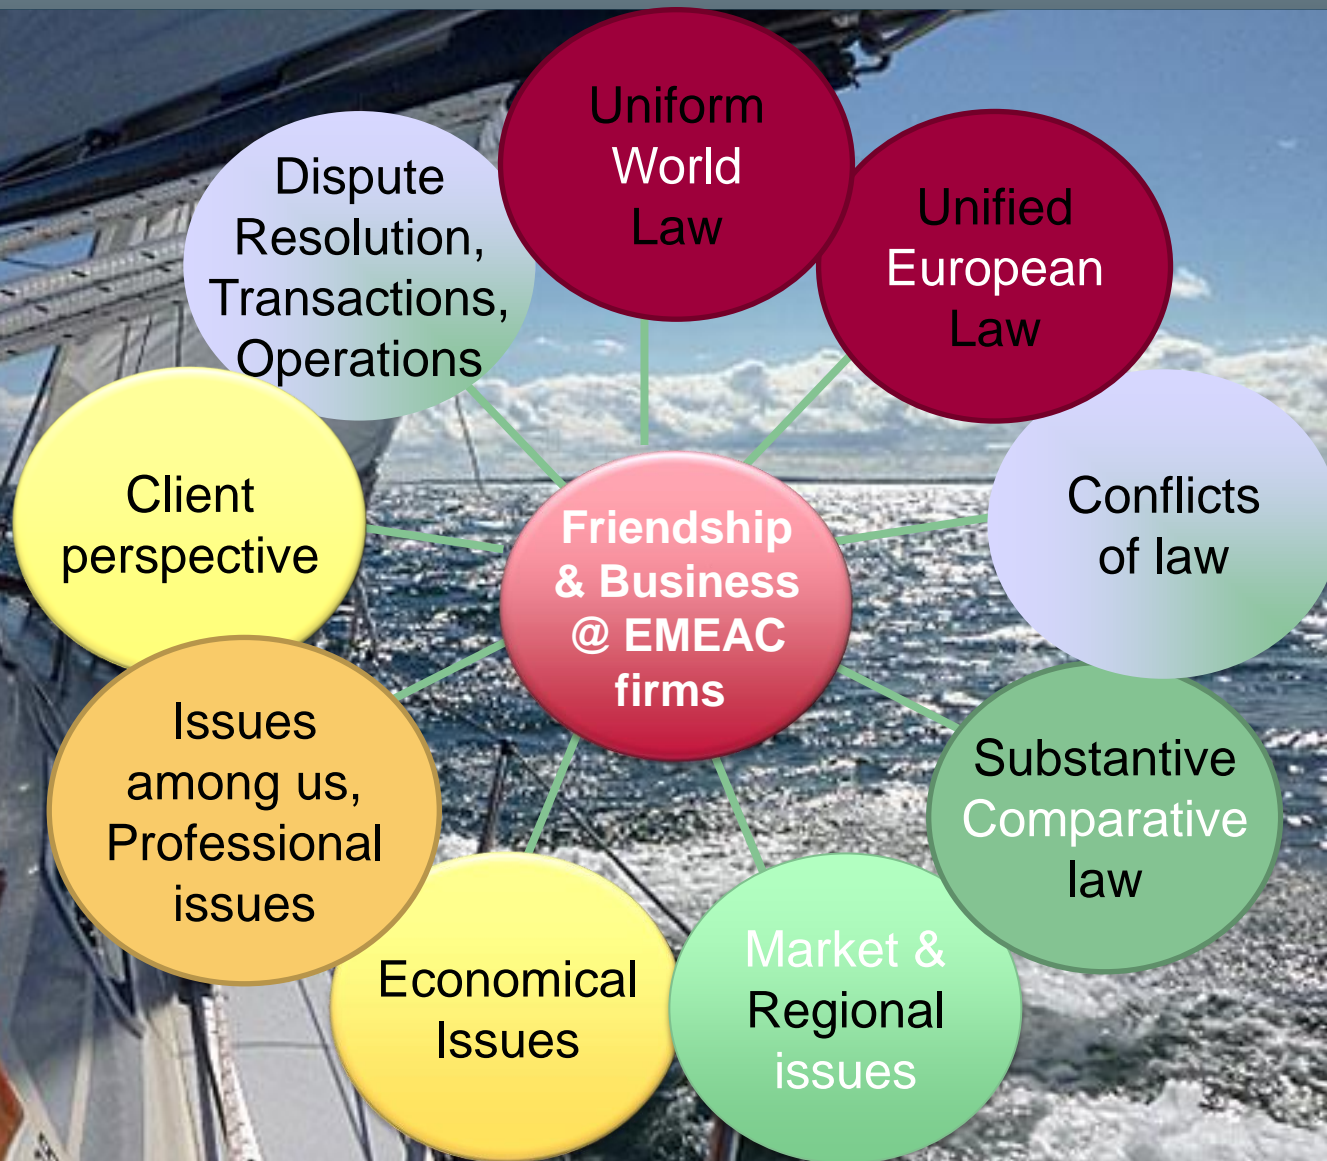 Uniform
World
Law
Unified
European
Law
Conflicts
of law
Substantive
Comparative
law
Market &
Regional
issues
Economical
Issues
Issues
among us,
Professional
issues
Client
perspective
Dispute
Resolution,
Transactions,
Operations
Friendship
& Business
@ EMEAC
firms